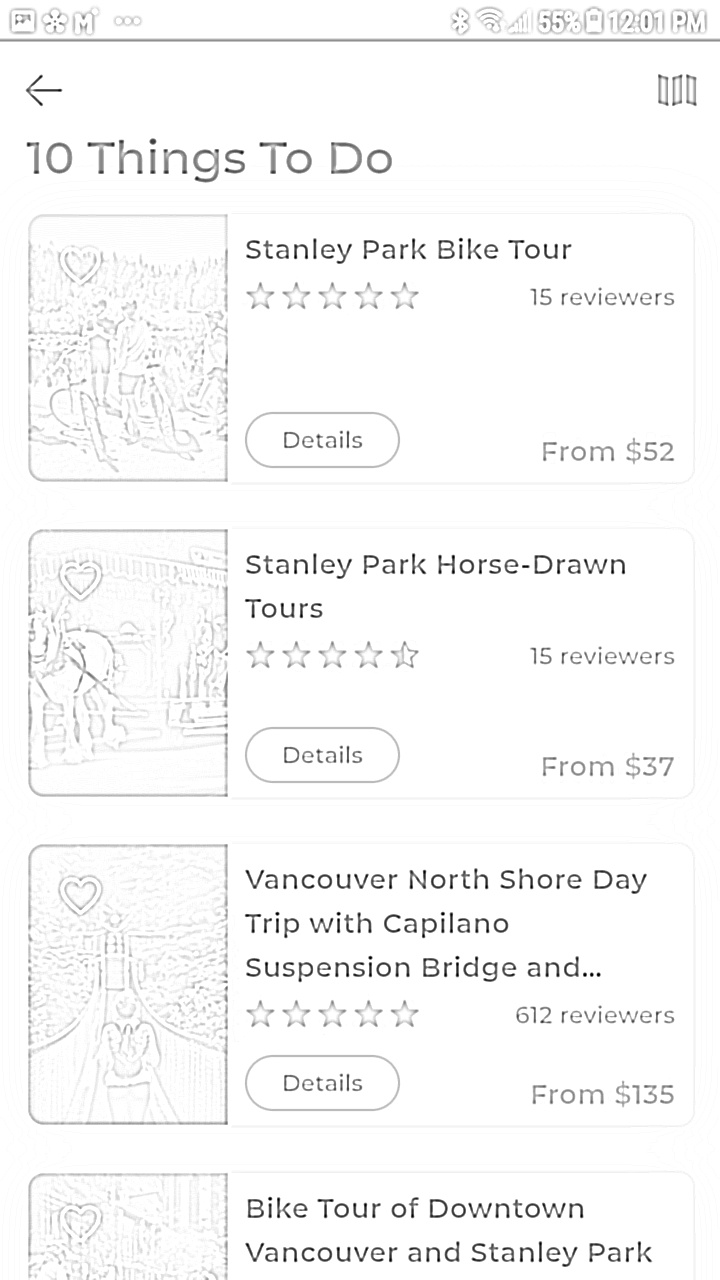 55% 12:01 PM
10 Things To Do
Stanley Park Bike Tour
15 reviewers
Details
From $52
Stanley Park Horse-Drawn
Tours
15 reviewers
Details
From $37
Vancouver North Shore Day
Trip with Capilano
Suspension Bridge and...
612 reviewers
Details
From $135
Bike Tour of Downtown
Vancouver and Stanley Park